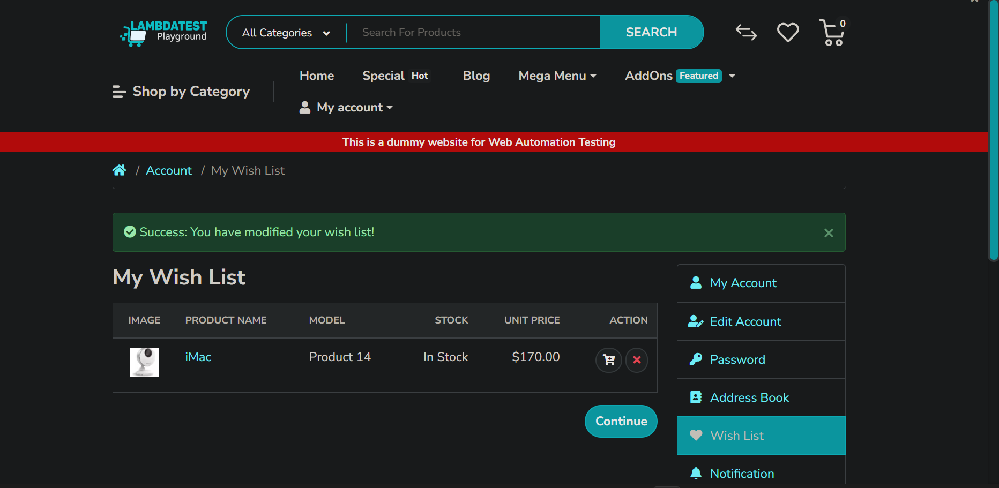 LAMBDATEST
Playground
All Categories
Search For Products
SEARCH
0
Home
Special Hot
Blog
Mega Menu
AddOns Featured
Shop by Category
My account
This is a dummy website for Web Automation Testing
/ Account / My Wish List
Success: You have modified your wish list!
×
My Wish List
IMAGE PRODUCT NAME MODEL STOCK UNIT PRICE ACTION
iMac Product 14 In Stock $170.00
Continue
My Account
Edit Account
Password
Address Book
Wish List
Notification